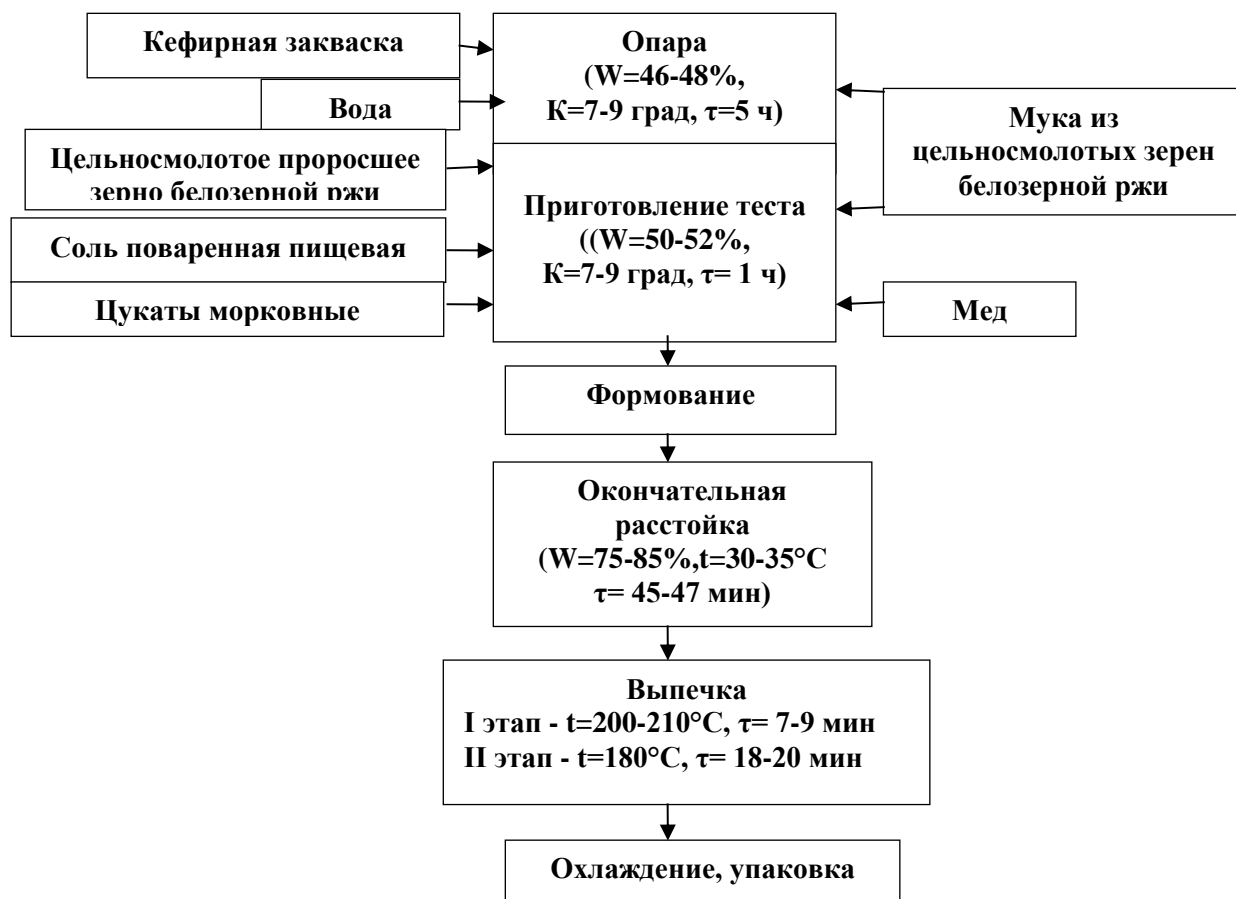 Кефирная закваска
Опара
(W=46-48%,
К=7-9 град, τ=5 ч)
Вода
Мука из
цельносмолотых зерен
белозерной ржи
Цельносмолотое проросшее
зерно белозерной ржи
Приготовление теста
((W=50-52%,
К=7-9 град, τ= 1 ч)
Соль поваренная пищевая
Цукаты морковные
Мед
Формование
Окончательная
расстойка
(W=75-85%,t=30-35°С
τ= 45-47 мин)
Выпечка
I этап - t=200-210°С, τ= 7-9 мин
II этап - t=180°С, τ= 18-20 мин
Охлаждение, упаковка